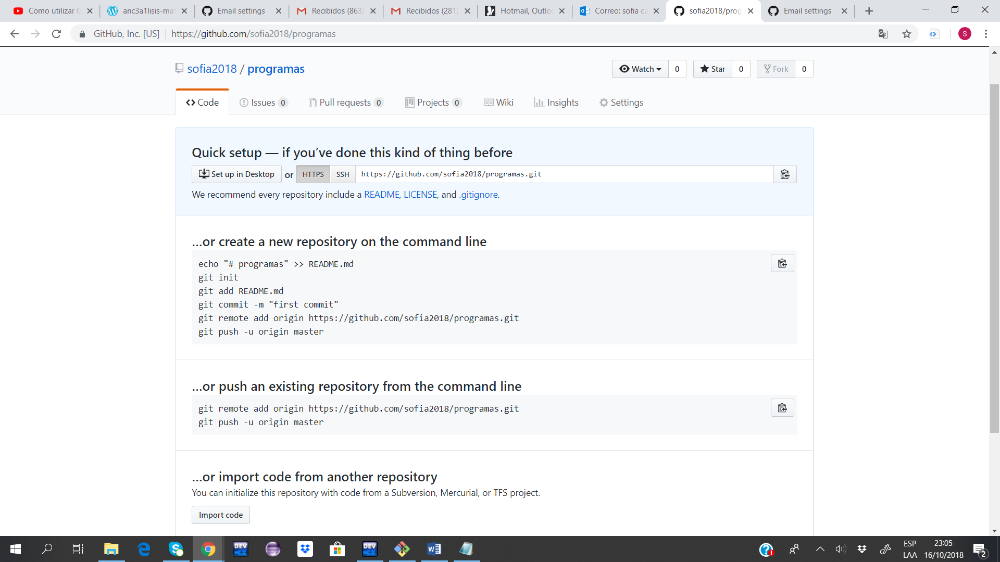 Como utilizar G
anc3a1lisis-mat
Email settings
Recibidos (863)
Recibidos (281)
Hotmail, Outlo
Correo: sofia ca
sofia2018/prog
Email settings
GitHub, Inc. [US]
https://github.com/sofia2018/programas
S
sofia2018 / programas
Watch 0
Star 0
Fork 0
Code
Issues 0
Pull requests 0
Projects 0
Wiki
Insights
Settings
Quick setup — if you’ve done this kind of thing before
Set up in Desktop or HTTPS SSH https://github.com/sofia2018/programas.git
We recommend every repository include a README, LICENSE, and .gitignore.
…or create a new repository on the command line
echo "# programas" >> README.md
git init
git add README.md
git commit -m "first commit"
git remote add origin https://github.com/sofia2018/programas.git
git push -u origin master
…or push an existing repository from the command line
git remote add origin https://github.com/sofia2018/programas.git
git push -u origin master
…or import code from another repository
You can initialize this repository with code from a Subversion, Mercurial, or TFS project.
Import code
DEV C++
DEV C++
ESP
LAA
23:05
16/10/2018
2